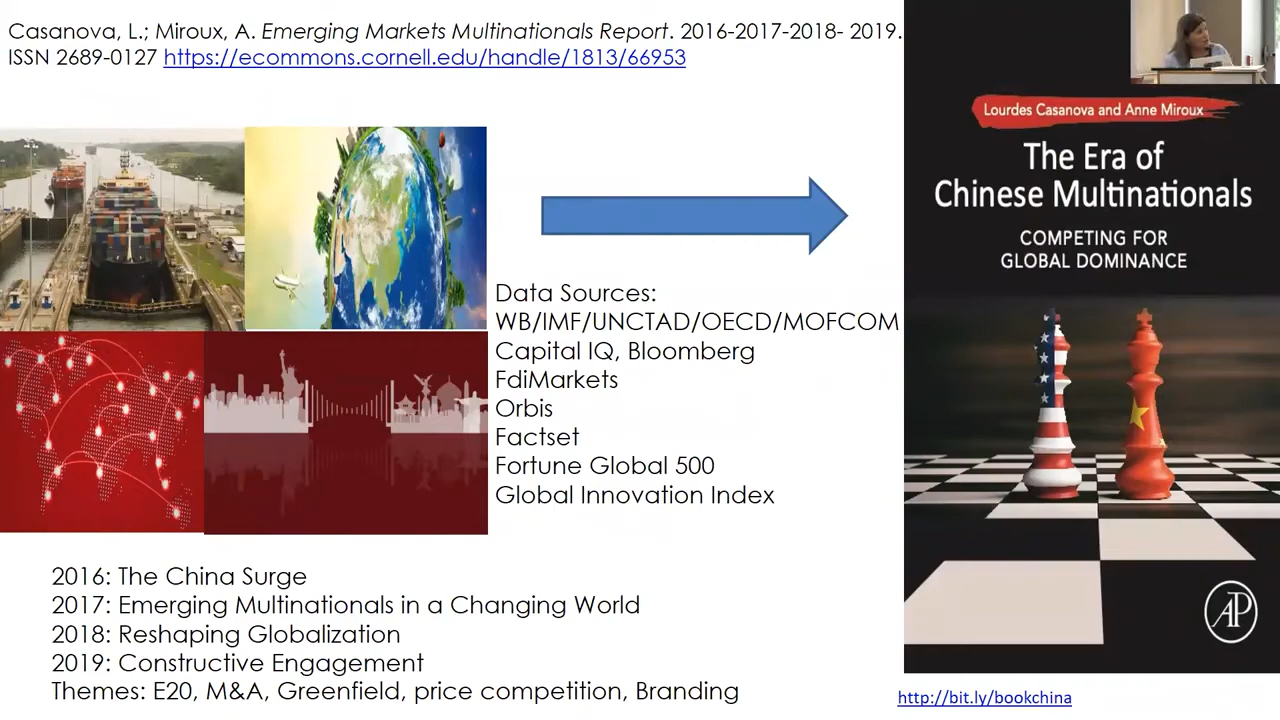 Casanova, L.; Miroux, A. Emerging Markets Multinationals Report. 2016-2017-2018- 2019.
ISSN 2689-0127 https://ecommons.cornell.edu/handle/1813/66953
Data Sources:
WB/IMF/UNCTAD/OECD/MOFCOM
Capital IQ, Bloomberg
FdiMarkets
Orbis
Factset
Fortune Global 500
Global Innovation Index
2016: The China Surge
2017: Emerging Multinationals in a Changing World
2018: Reshaping Globalization
2019: Constructive Engagement
Themes: E20, M&A, Greenfield, price competition, Branding
Lourdes Casanova and Anne Miroux
The Era of
Chinese Multinationals
COMPETING FOR
GLOBAL DOMINANCE
AP
http://bit.ly/bookchina